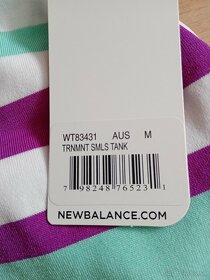 WT83431 AUS M
TRNMNT SMLS TANK
7 98248 76523 1
NEWBALANCE.COM